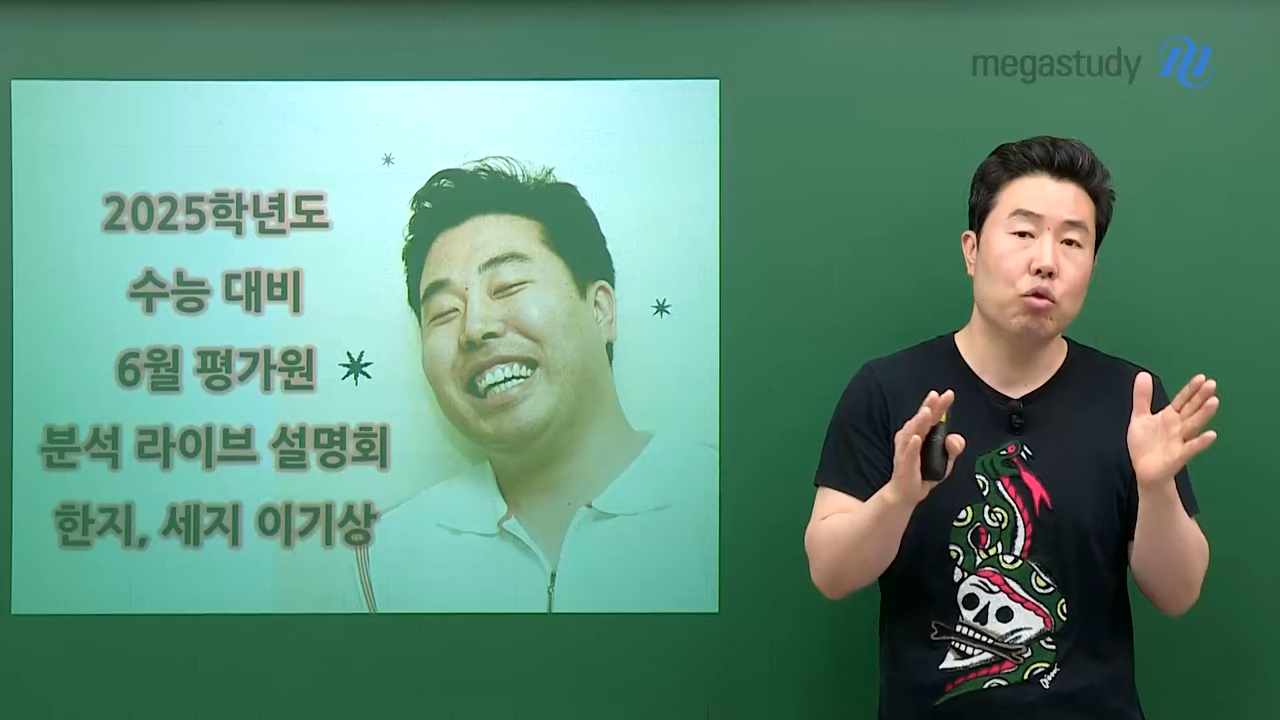 megastudy
2025학년도
수능 대비
6월 평가원
분석 라이브 설명회
한지, 세지 이기상